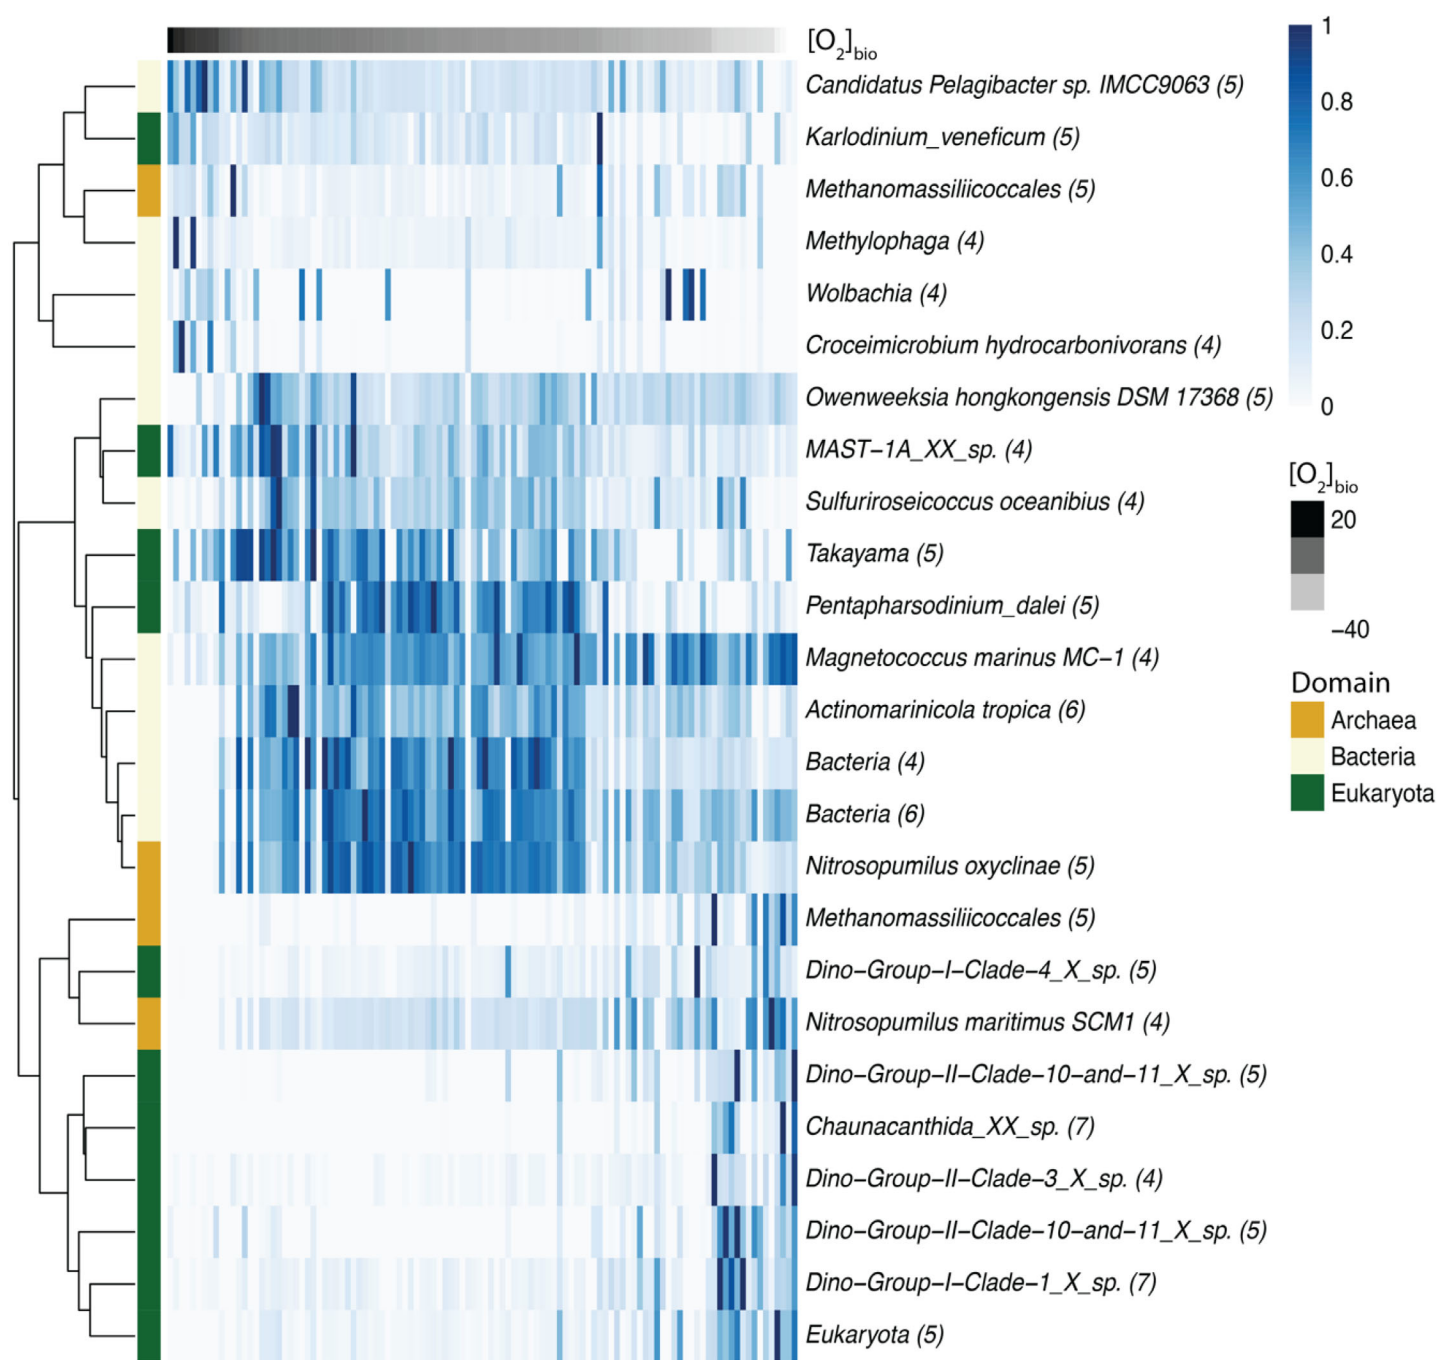 [O2]bio
Candidatus Pelagibacter sp. IMCC9063 (5)
Karlodinium_veneficum (5)
Methanomassiliicoccales (5)
Methylophaga (4)
Wolbachia (4)
Croceimicrobium hydrocarbonivorans (4)
Owenweeksia hongkongensis DSM 17368 (5)
MAST−1A_XX_sp. (4)
Sulfuriroseicoccus oceanibius (4)
Takayama (5)
Pentapharsodinium_dalei (5)
Magnetococcus marinus MC−1 (4)
Actinomarinicola tropica (6)
Bacteria (4)
Bacteria (6)
Nitrosopumilus oxyclinae (5)
Methanomassiliicoccales (5)
Dino−Group−I−Clade−4_X_sp. (5)
Nitrosopumilus maritimus SCM1 (4)
Dino−Group−II−Clade−10−and−11_X_sp. (5)
Chaunacanthida_XX_sp. (7)
Dino−Group−II−Clade−3_X_sp. (4)
Dino−Group−II−Clade−10−and−11_X_sp. (5)
Dino−Group−I−Clade−1_X_sp. (7)
Eukaryota (5)
1
0.8
0.6
0.4
0.2
0
[O2]bio
20
−40
Domain
Archaea
Bacteria
Eukaryota